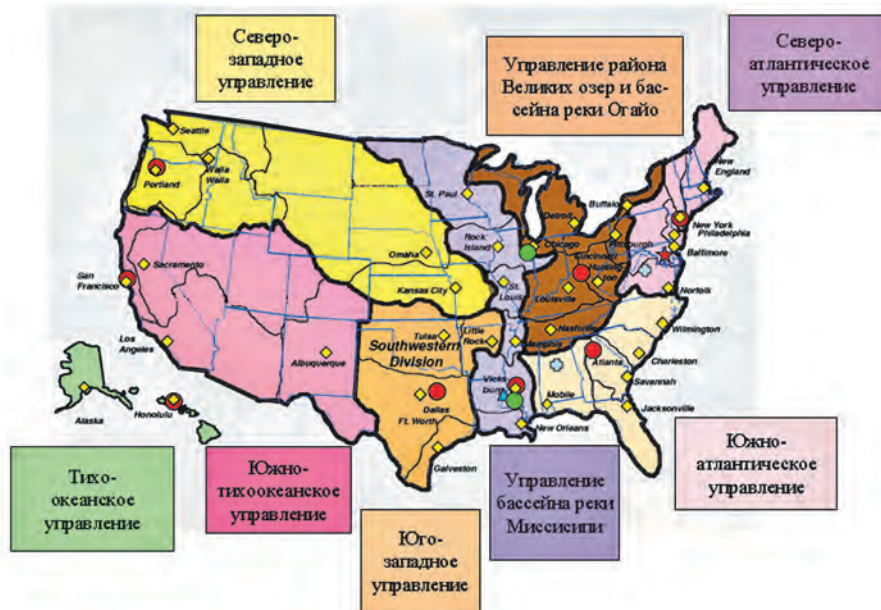 Северо-
западное
управление
Управление района
Великих озер и бас-
сейна реки Огайо
Северо-
атлантическое
управление
Seattle
Portland
Walla
Walla
St. Paul
New
England
Buffalo
Detroit
New York
Philadelphia
Rock
Island
Chicago
Pittburgh
Baltimore
Omaha
Cincinnati
Hunting
ton
Sacramento
San
Francisco
Kansas City
St.
Louis
Louisville
Norfolk
Los
Angeles
Tulsa
Little
Rock
Nashville
Memphis
Wilmington
Southwestern
Division
Albuquerque
Atlanta
Charleston
Vicks
burg
Savannah
Dallas
Ft. Worth
Mobile
Jacksonville
Alaska
Honolulu
New Orleans
Galveston
Тихо-
океанское
управление
Южно-
тихоокеанское
управление
Юго-
западное
управление
Управление
бассейна реки
Миссисипи
Южно-
атлантическое
управление